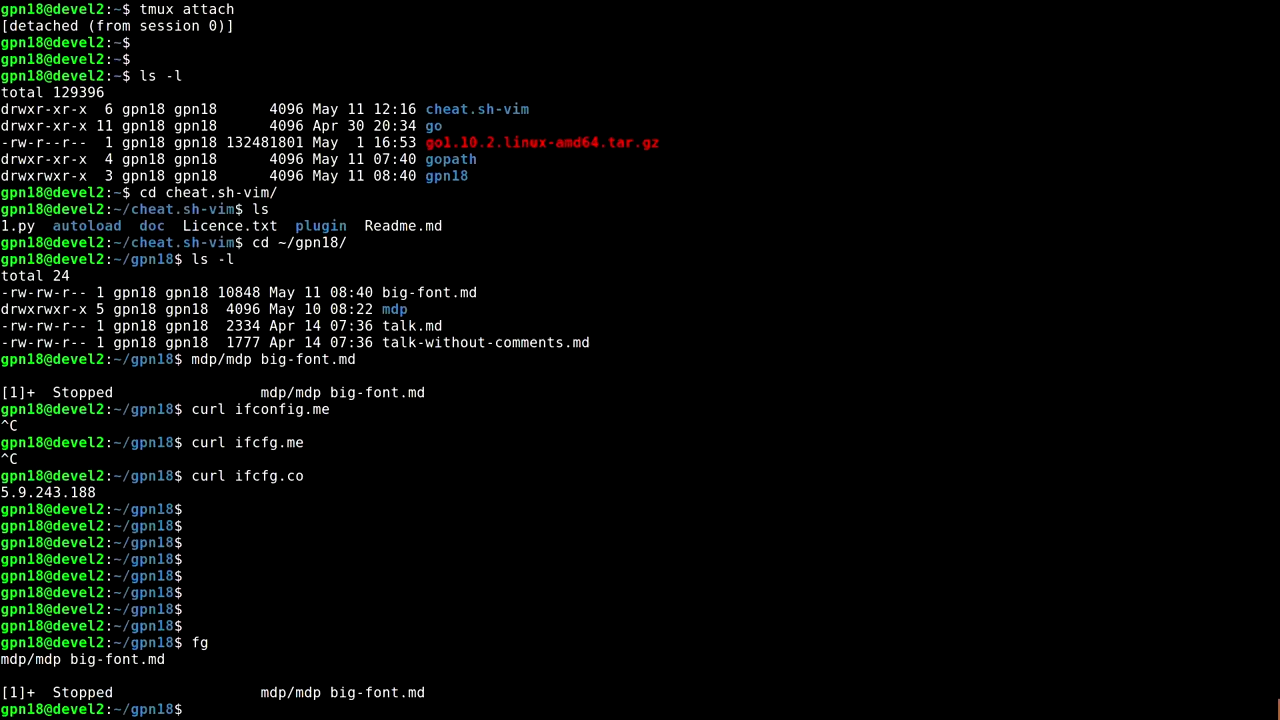 gpn18@devel2:~$ tmux attach
[detached (from session 0)]
gpn18@devel2:~$
gpn18@devel2:~$
gpn18@devel2:~$ ls -l
total 129396
drwxr-xr-x  6 gpn18 gpn18      4096 May 11 12:16 cheat.sh-vim
drwxr-xr-x 11 gpn18 gpn18      4096 Apr 30 20:34 go
-rw-r--r--  1 gpn18 gpn18 132481801 May  1 16:53 go1.10.2.linux-amd64.tar.gz
drwxr-xr-x  4 gpn18 gpn18      4096 May 11 07:40 gopath
drwxrwxr-x  3 gpn18 gpn18      4096 May 11 08:40 gpn18
gpn18@devel2:~$ cd cheat.sh-vim/
gpn18@devel2:~/cheat.sh-vim$ ls
1.py  autoload  doc  Licence.txt  plugin  Readme.md
gpn18@devel2:~/cheat.sh-vim$ cd ~/gpn18/
gpn18@devel2:~/gpn18$ ls -l
total 24
-rw-rw-r-- 1 gpn18 gpn18 10848 May 11 08:40 big-font.md
drwxrwxr-x 5 gpn18 gpn18  4096 May 10 08:22 mdp
-rw-rw-r-- 1 gpn18 gpn18  2334 Apr 14 07:36 talk.md
-rw-rw-r-- 1 gpn18 gpn18  1777 Apr 14 07:36 talk-without-comments.md
gpn18@devel2:~/gpn18$ mdp/mdp big-font.md
[1]+  Stopped                 mdp/mdp big-font.md
gpn18@devel2:~/gpn18$ curl ifconfig.me
^C
gpn18@devel2:~/gpn18$ curl ifcfg.me
^C
gpn18@devel2:~/gpn18$ curl ifcfg.co
5.9.243.188
gpn18@devel2:~/gpn18$
gpn18@devel2:~/gpn18$
gpn18@devel2:~/gpn18$
gpn18@devel2:~/gpn18$
gpn18@devel2:~/gpn18$
gpn18@devel2:~/gpn18$
gpn18@devel2:~/gpn18$
gpn18@devel2:~/gpn18$
gpn18@devel2:~/gpn18$ fg
mdp/mdp big-font.md
[1]+  Stopped                 mdp/mdp big-font.md
gpn18@devel2:~/gpn18$